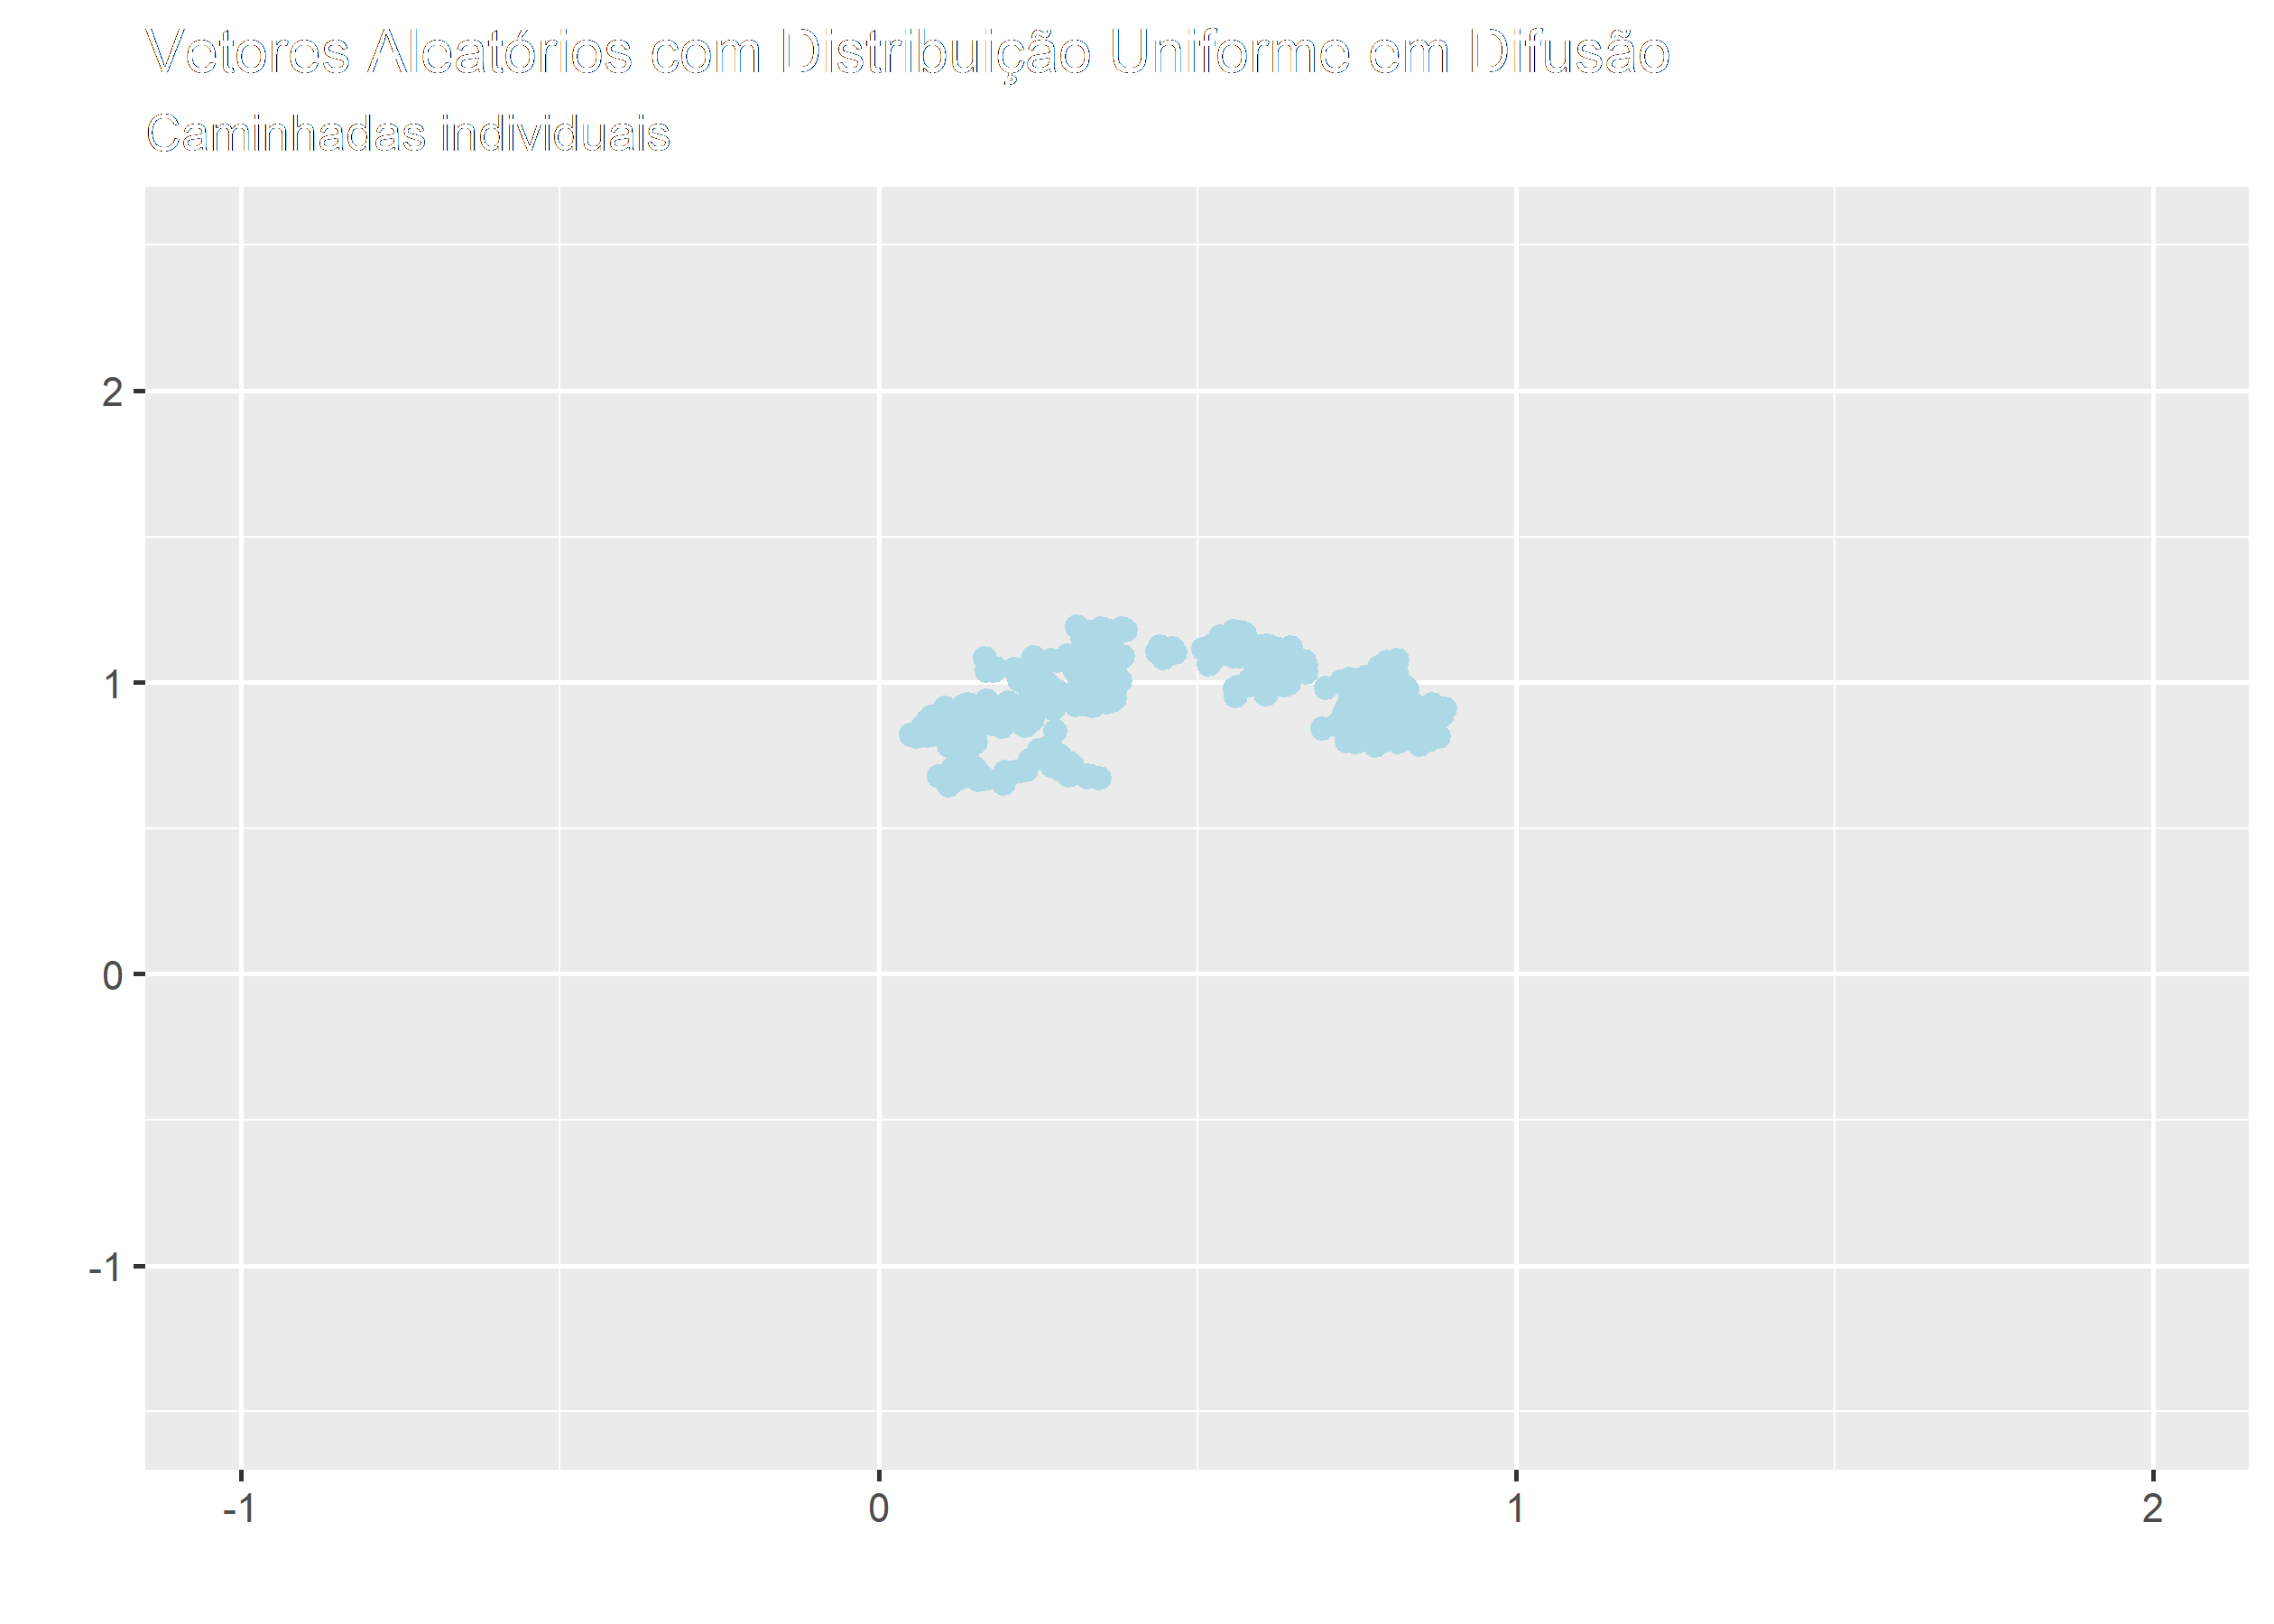 Vetores Aleatórios com Distribuição Uniforme em Difusão
Caminhadas individuais
2
1
0
-1
-1 0 1 2